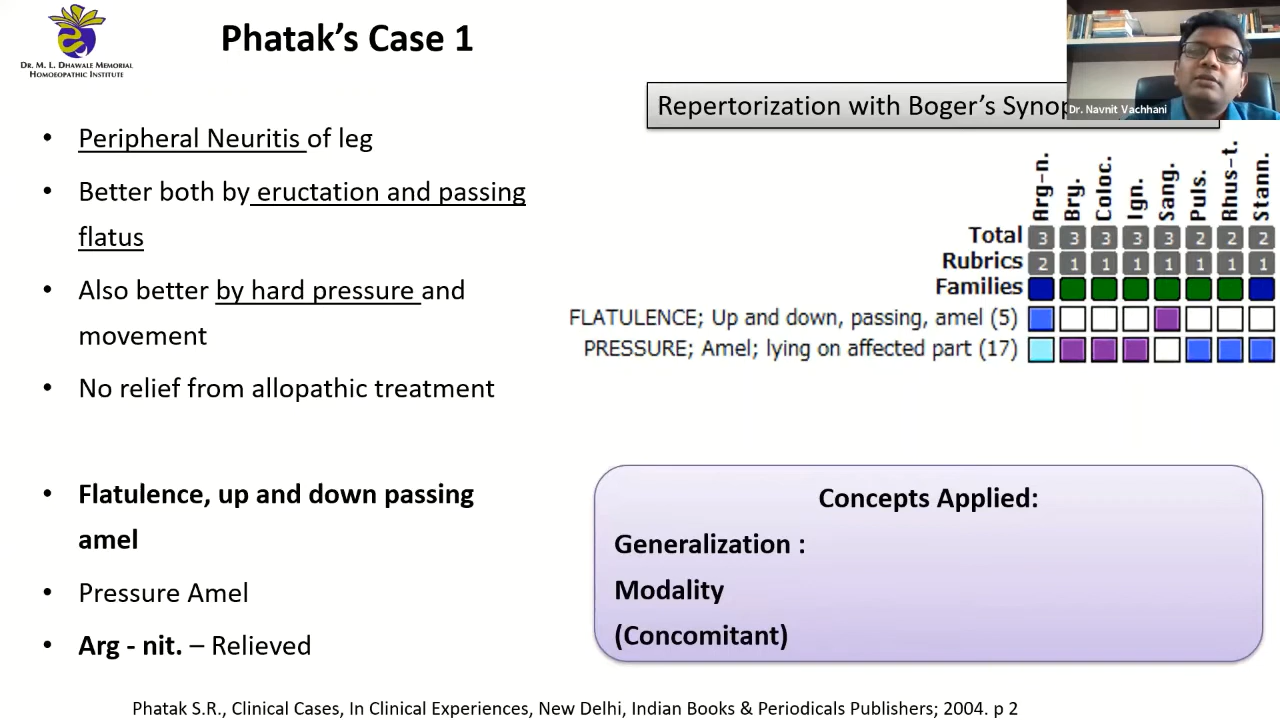 Phatak's Case 1
DR. M. L. DHAWALE MEMORIAL
HOMOEOPATHIC INSTITUTE
Dr. Navnit Vachhani
• Peripheral Neuritis of leg
• Better both by eructation and passing
flatus
• Also better by hard pressure and
movement
• No relief from allopathic treatment
• Flatulence, up and down passing
amel
• Pressure Amel
• Arg - nit. – Relieved
Repertorization with Boger's
Arg-n. Bry. Coloc. Ign. Sang. Puls. Rhus-t. Stann.
Total 3 3 3 3 3 2 2 2
Rubrics 2 1 1 1 1 1 1 1
Families
FLATULENCE; Up and down, passing, amel (5)
PRESSURE; Amel; lying on affected part (17)
Concepts Applied:
Generalization :
Modality
(Concomitant)
Phatak S.R., Clinical Cases, In Clinical Experiences, New Delhi, Indian Books & Periodicals Publishers; 2004. p 2